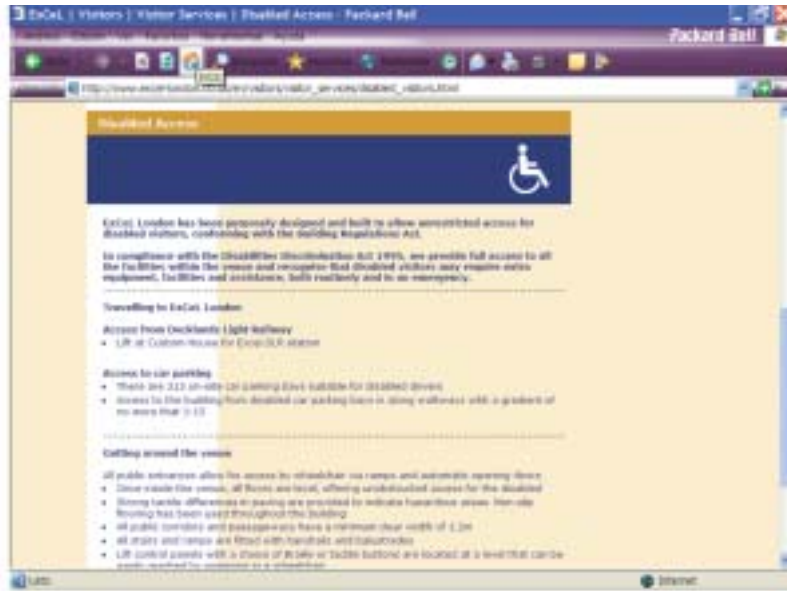 ExCeL | Visitors | Visitor Services | Disabled Access - Packard Bell
Packard Bell
Disabled Access
ExCeL London has been purposely designed and built to allow unrestricted access for
disabled visitors, conforming with the Building Regulations Act.
In compliance with the Disabilities Discrimination Act 1995, we provide full access to all
the facilities within the venue and recognise that disabled visitors may require extra
equipment, facilities and assistance, both routinely and in an emergency.
Travelling to ExCeL London
Access from Docklands Light Railway
• Lift at Custom House for Excel DLR station
Access to car parking
• There are on-site car parking bays suitable for disabled drivers
• Access to the building from disabled car parking bays is along walkways with a gradient of
no more than
Getting around the venue
All public entrances allow for access by wheelchair via ramps and automatic opening doors
• Once inside the venue, all floors are level, offering unobstructed access for the disabled
• Strong tactile differences in paving are provided to indicate hazardous areas. Non-slip
flooring has been used throughout the building
• All public corridors and passageways have a minimum clear width of 1.2m
• All stairs and ramps are fitted with handrails and balustrades
• Lift control panels with a choice of Braille or tactile buttons are located at a level that can be
easily reached by someone in a wheelchair
Listo
Internet